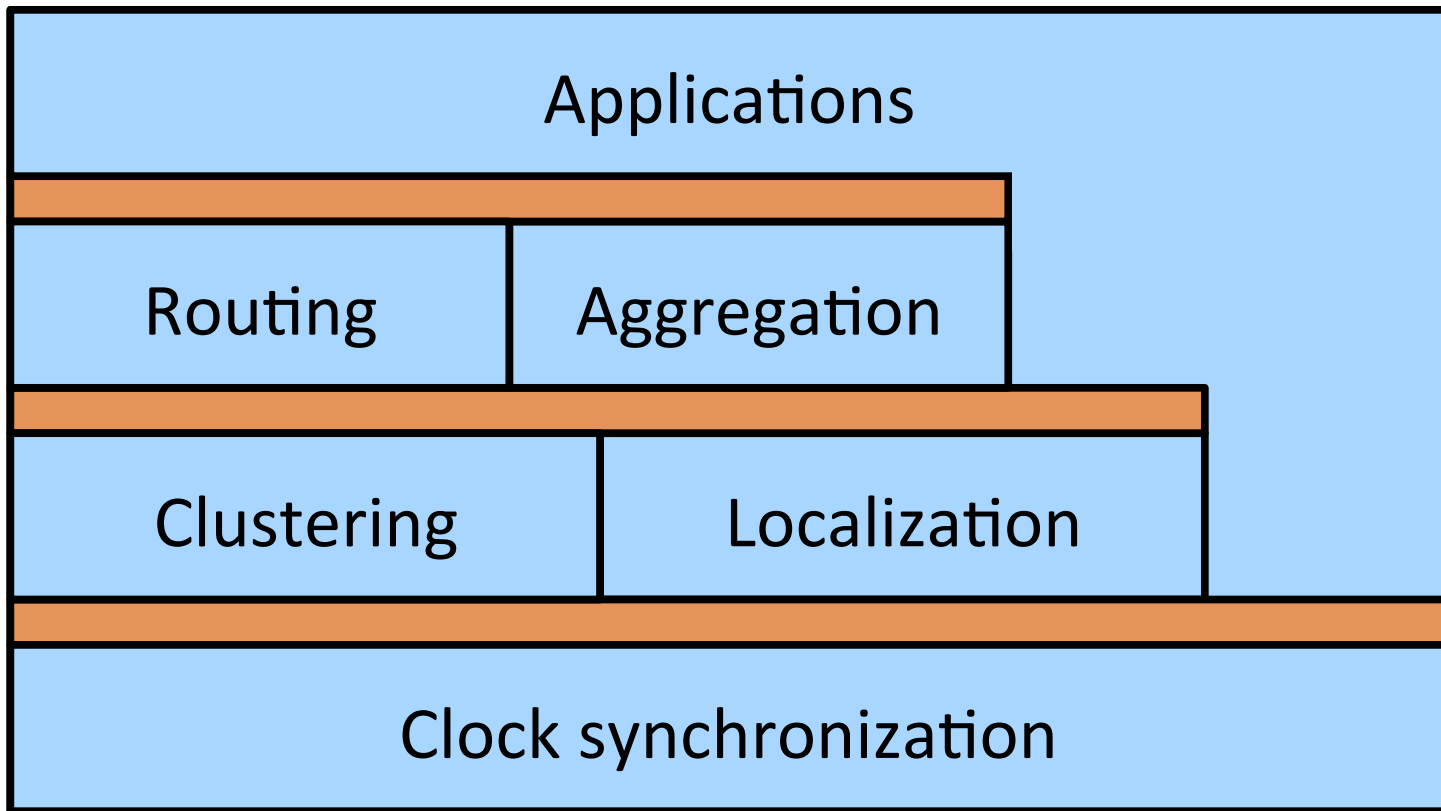 Applications
Routing
Aggregation
Clustering
Localization
Clock synchronization